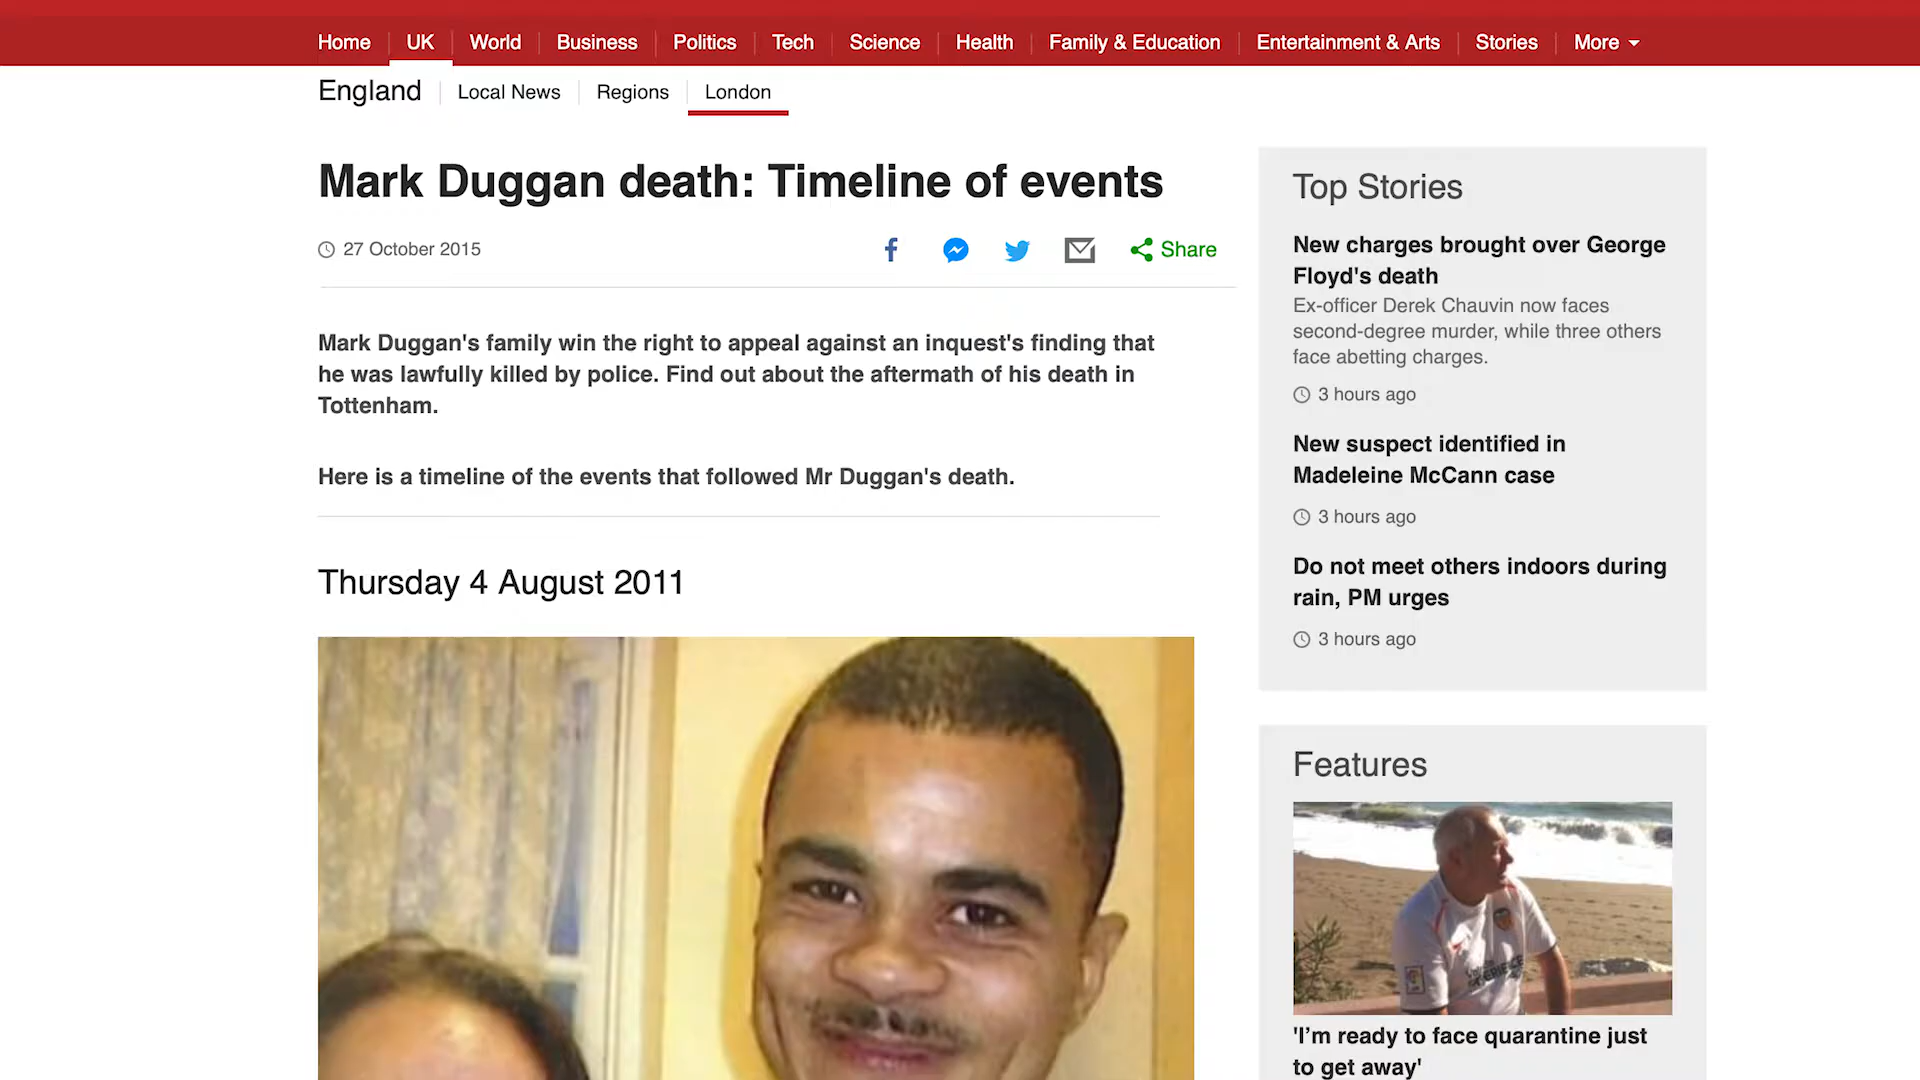 Home UK World Business Politics Tech Science Health Family & Education Entertainment & Arts Stories More
England Local News Regions London
Mark Duggan death: Timeline of events
27 October 2015
Share
Mark Duggan's family win the right to appeal against an inquest's finding that
he was lawfully killed by police. Find out about the aftermath of his death in
Tottenham.
Here is a timeline of the events that followed Mr Duggan's death.
Thursday 4 August 2011
Top Stories
New charges brought over George
Floyd's death
Ex-officer Derek Chauvin now faces
second-degree murder, while three others
face abetting charges.
3 hours ago
New suspect identified in
Madeleine McCann case
3 hours ago
Do not meet others indoors during
rain, PM urges
3 hours ago
Features
'I’m ready to face quarantine just
to get away'